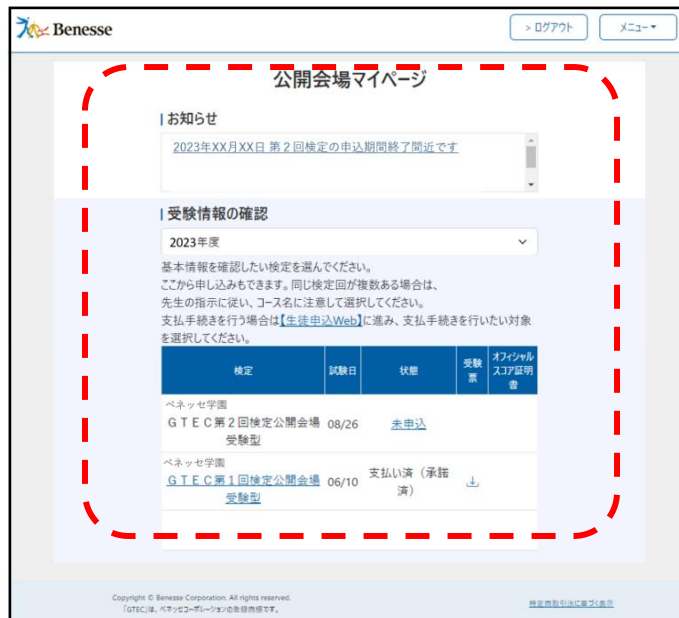 Benesse
> ログアウト
メニュー
公開会場マイページ
お知らせ
2023年XX月XX日 第２回検定の申込期間終了間近です
受験情報の確認
2023年度
基本情報を確認したい検定を選んでください。
ここから申し込みもできます。同じ検定回が複数ある場合は、
先生の指示に従い、コース名に注意して選択してください。
支払手続きを行う場合は【生徒申込Web】に進み、支払手続きを行いたい対象
を選択してください。
検定 試験日 状態 受験票 オフィシャルスコア証明書
ベネッセ学園
ＧＴＥＣ第２回検定公開会場 08/26 未申込
受験型
ベネッセ学園
ＧＴＥＣ第１回検定公開会場 06/10 支払い済（承諾済）
受験型
Copyright © Benesse Corporation. All rights reserved.
「GTEC」は、ベネッセコーポレーションの登録商標です。
特定商取引法に基づく表示